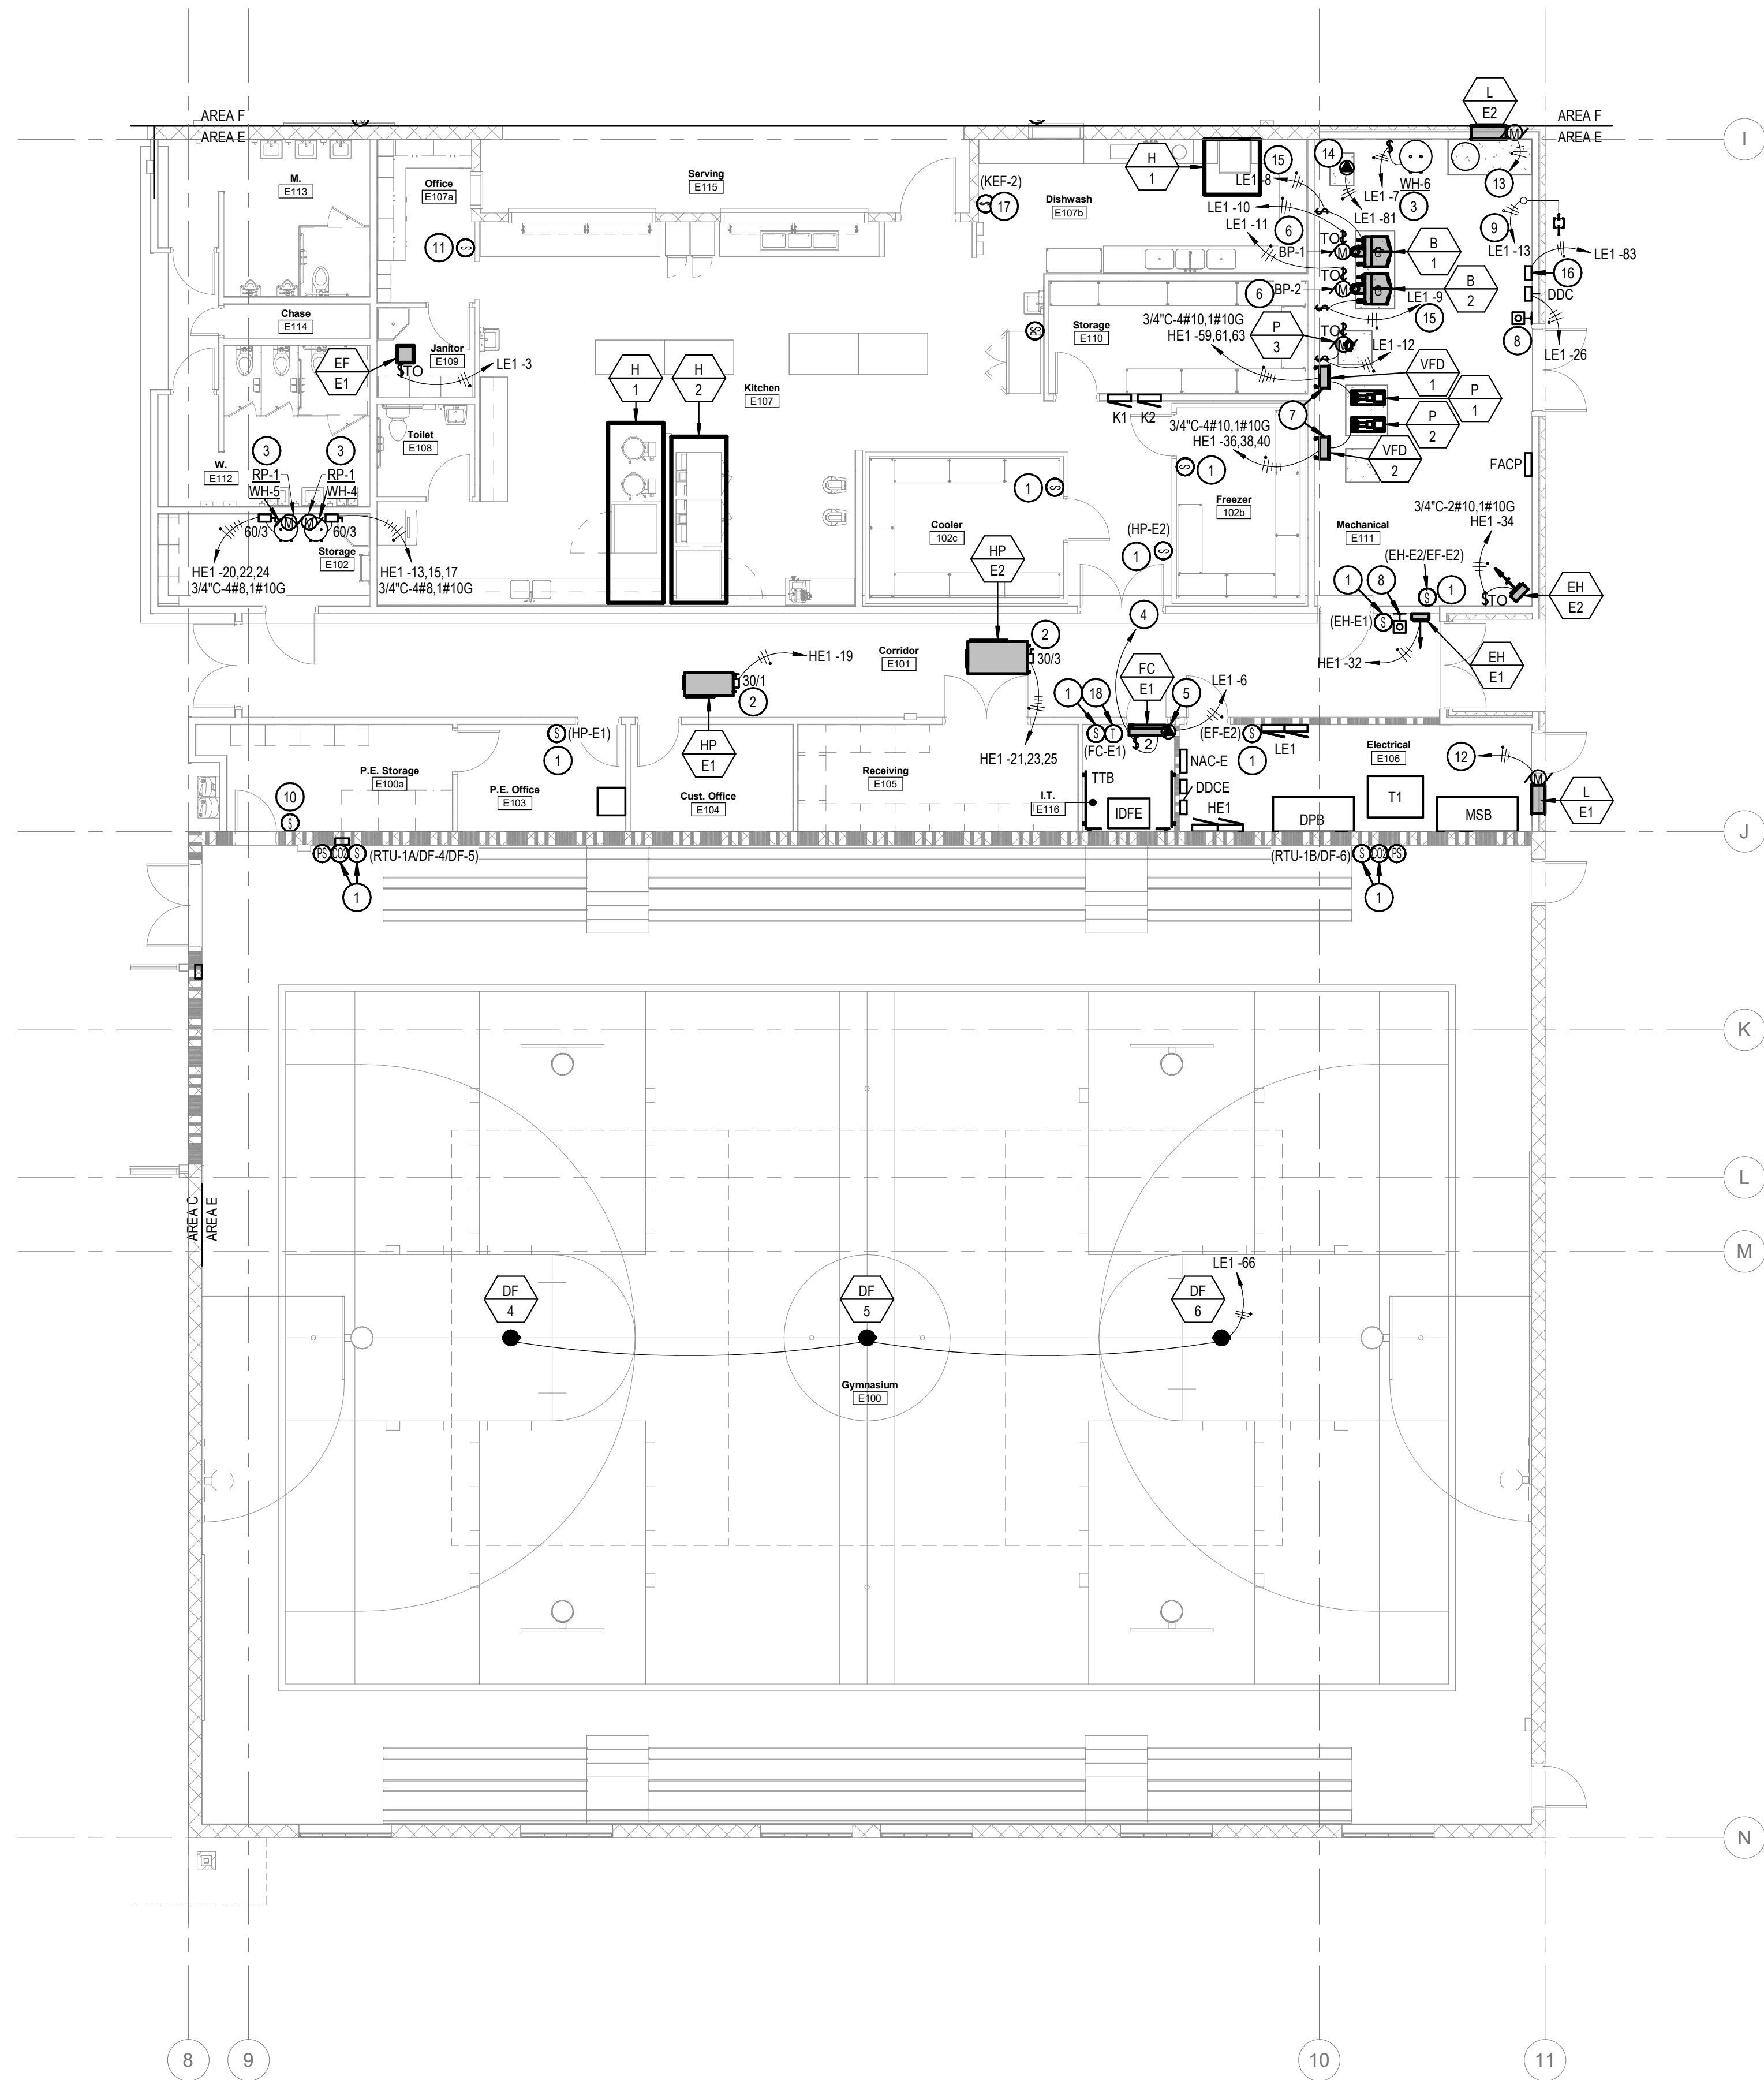 L
E2
AREA F
AREA E
AREA F
AREA E
I
M.
E113
Office
E107a
Serving
E115
H
1
15
14
(KEF-2)
17
Dishwash
E107b
LE1 -8
LE1 -7
WH-6
3
13
LE1 -10
LE1 -81
LE1 -11
6
9
11
TO
BP-1
M
B
1
LE1 -13
LE1 -83
16
TO
6
BP-2
M
LE1 -9
B
2
DDC
15
8
Chase
E114
Janitor
E109
EF
E1
TO
LE1 -3
Storage
E110
3/4"C-4#10,1#10G
HE1 -59,61,63
P
3
TO
M
LE1 -12
LE1 -26
H
1
H
2
Kitchen
E107
VFD
1
P
1
K1
K2
7
P
2
3/4"C-4#10,1#10G
HE1 -36,38,40
VFD
2
Toilet
E108
3
3
W.
E112
RP-1
WH-5
RP-1
WH-4
M
M
60/3
60/3
Storage
E102
HE1 -20,22,24
3/4"C-4#8,1#10G
HE1 -13,15,17
3/4"C-4#8,1#10G
S
1
1
S
FACP
Freezer
102b
Cooler
102c
(HP-E2)
1
S
3/4"C-2#10,1#10G
HE1 -34
Mechanical
E111
HP
E2
(EH-E2/EF-E2)
1
8
S
1
TO
EH
E2
4
(EH-E1)
S
HE1 -32
EH
E1
Corridor
E101
2
30/3
HE1 -19
30/1
2
FC
E1
1
18
5
LE1 -6
S
T
(FC-E1)
2
(EF-E2)
S
1
LE1
S
(HP-E1)
1
HP
E1
HE1 -21,23,25
NAC-E
Electrical
E106
12
M
P.E. Storage
E100a
P.E. Office
E103
Cust. Office
E104
Receiving
E105
TTB
I.T.
E116
IDFE
DDCE
HE1
DPB
T1
MSB
L
E1
10
J
PS
CO2
S
(RTU-1A/DF-4/DF-5)
1
(RTU-1B/DF-6)
S
CO2
PS
1
K
L
AREA C
AREA E
M
LE1 -66
DF
4
DF
5
DF
6
Gymnasium
E100
N
8
9
10
11